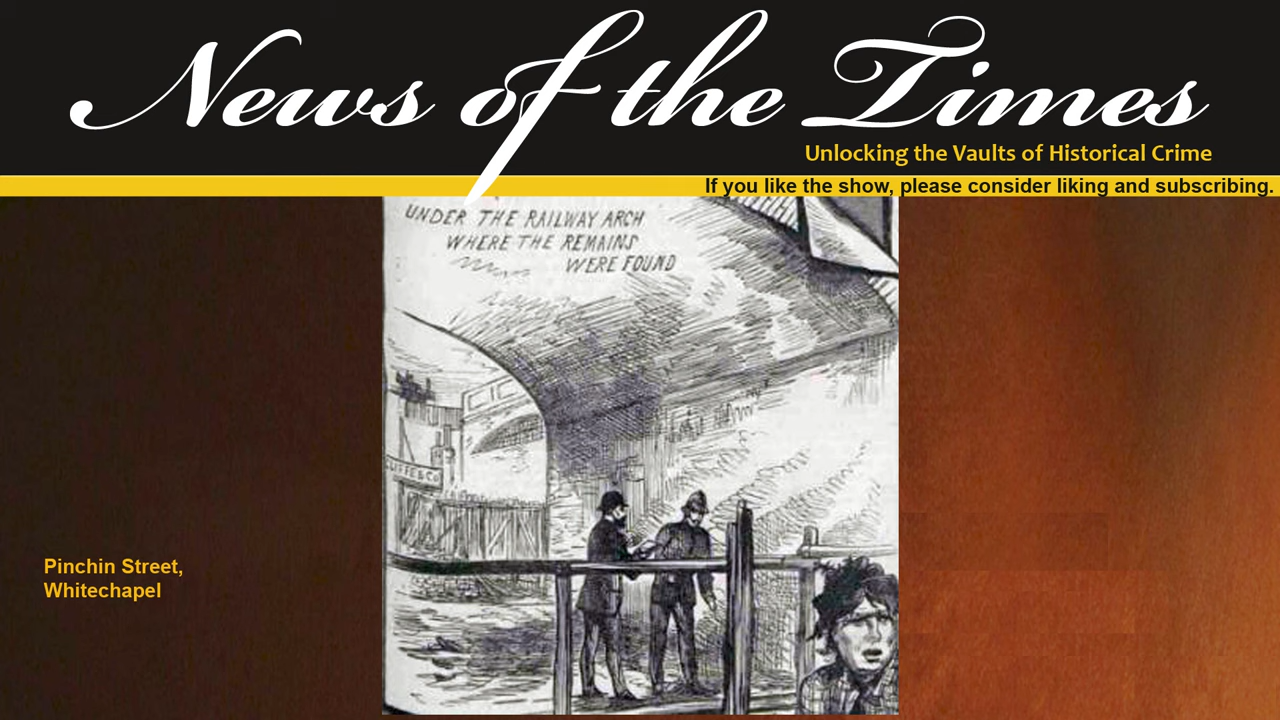 News of the Times
Unlocking the Vaults of Historical Crime
If you like the show, please consider liking and subscribing.
UNDER THE RAILWAY ARCH
WHERE THE REMAINS
WERE FOUND
Pinchin Street,
Whitechapel